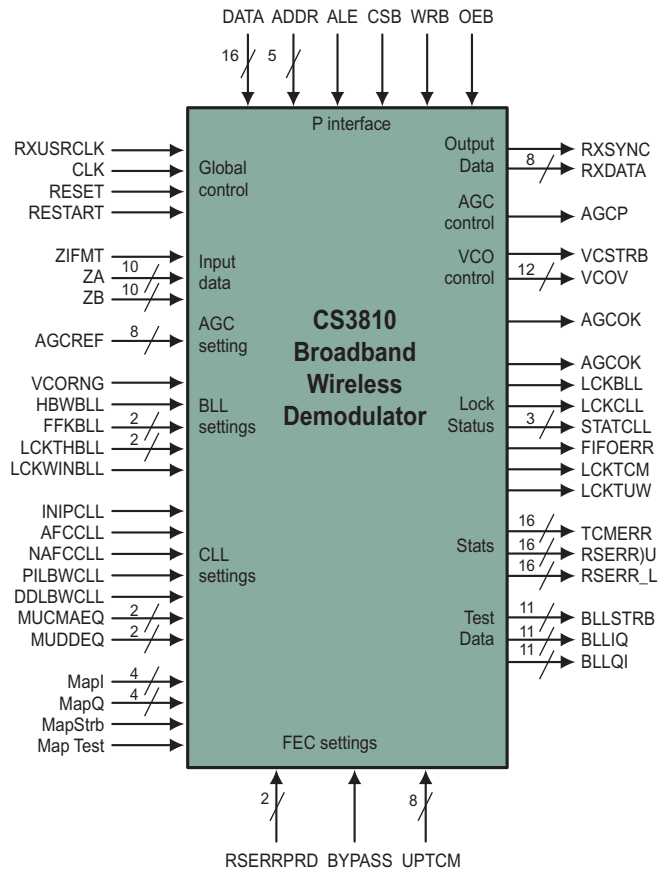 DATA ADDR ALE CSB WRB OEB
16 5
P interface
RXUSRCLK
CLK
RESET
RESTART
Global
control
Output
Data
RXSYNC
8 RXDATA
AGC
control
AGCP
ZIFMT
ZA 10
ZB 10
Input
data
VCO
control
VCSTRB
12 VCOV
AGCREF 8
AGC
setting
CS3810
Broadband
Wireless
Demodulator
AGCOK
VCORNG
HBWBLL
FFKBLL 2
LCKTHBLL 2
LCKWINBLL
BLL
settings
Lock
Status
AGCOK
LCKBLL
LCKCLL
3 STATCLL
FIFOERR
LCKTCM
LCKTUW
INIPCLL
AFCCLL
NAFCCLL
PILBWCLL
DDLBWCLL
MUCMAEQ 2
MUDDEQ 2
CLL
settings
Stats
16 TCMERR
16 RSERR)U
16 RSERR_L
Test
Data
11 BLLSTRB
11 BLLIQ
11 BLLQI
MapI 4
MapQ 4
MapStrb
Map Test
FEC settings
2 8
RSERRPRD BYPASS UPTCM